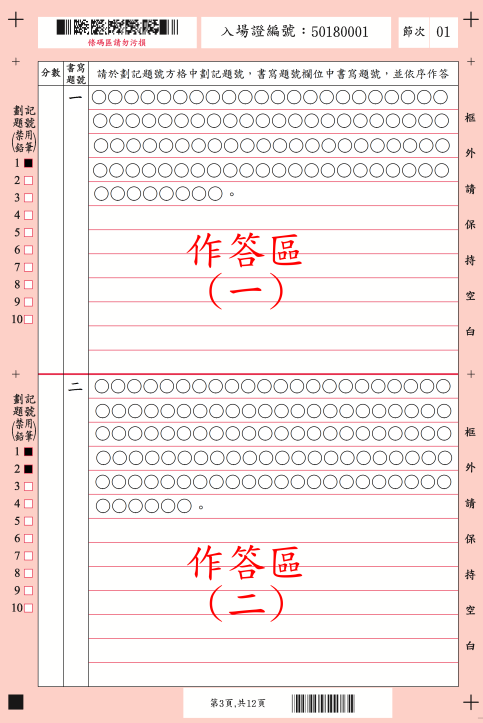 條碼區請勿污損
入場證編號：50180001
節次 01
分數
書寫題號
請於劃記題號方格中劃記題號，書寫題號欄位中書寫題號，並依序作答
劃記題號
(禁用鉛筆)
1
2
3
4
5
6
7
8
9
10
一
○○○○○○○○○○○○○○○○○○○○○○
○○○○○○○○○○○○○○○○○○○○○○
○○○○○○○○○○○○○○○○○○○○○○
○○○○○○○○○○○○○○○○○○○○○○
○○○○○○○○。
作答區
(一)
框外請保持空白
劃記題號
(禁用鉛筆)
1
2
3
4
5
6
7
8
9
10
二
○○○○○○○○○○○○○○○○○○○○○○
○○○○○○○○○○○○○○○○○○○○○○
○○○○○○○○○○○○○○○○○○○○○○
○○○○○○○○○○○○○○○○○○○○○○
○○○○○○○○○○○○○○○○○○○○○○
○○○○○○。
作答區
(二)
框外請保持空白
第3頁,共12頁